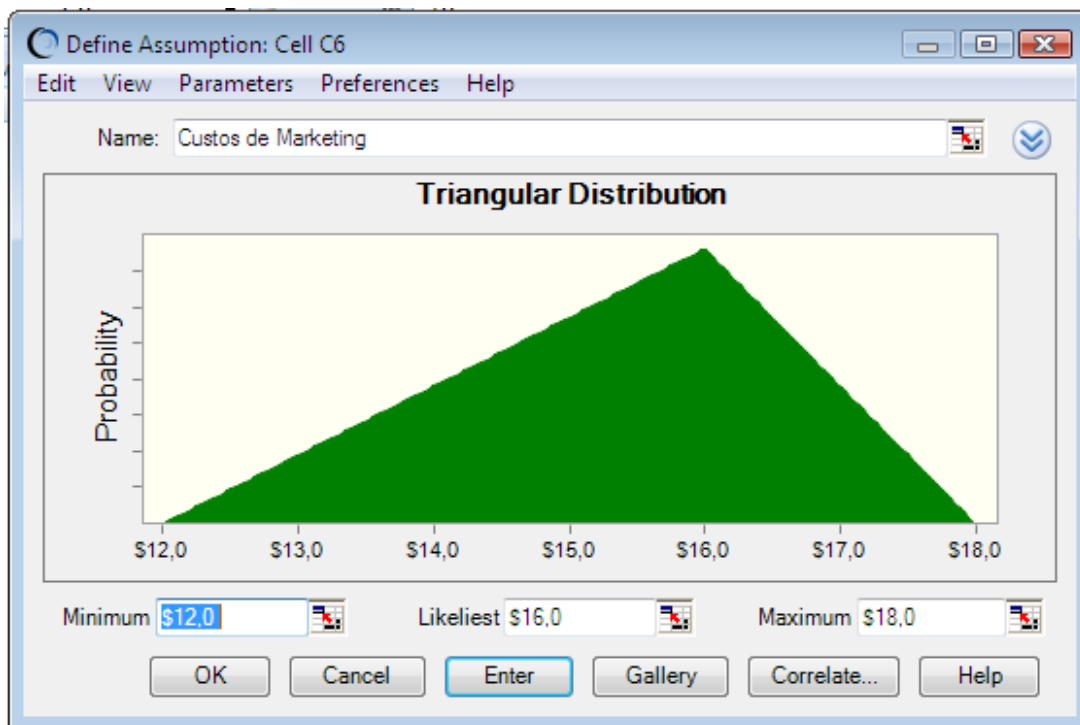 Define Assumption: Cell C6
Edit View Parameters Preferences Help
Name: Custos de Marketing
Triangular Distribution
Probability
$12,0 $13,0 $14,0 $15,0 $16,0 $17,0 $18,0
Minimum $12,0 Likeliest $16,0 Maximum $18,0
OK Cancel Enter Gallery Correlate... Help